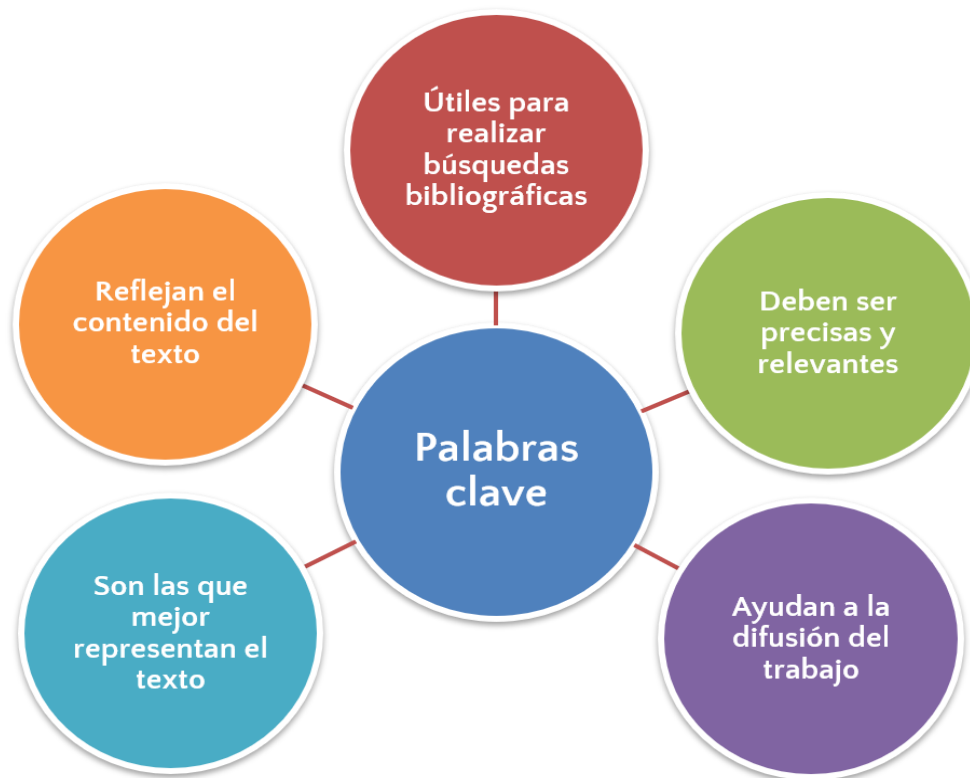 Útiles para
realizar
búsquedas
bibliográficas
Reflejan el
contenido del
texto
Deben ser
precisas y
relevantes
Palabras
clave
Son las que
mejor
representan el
texto
Ayudan a la
difusión del
trabajo